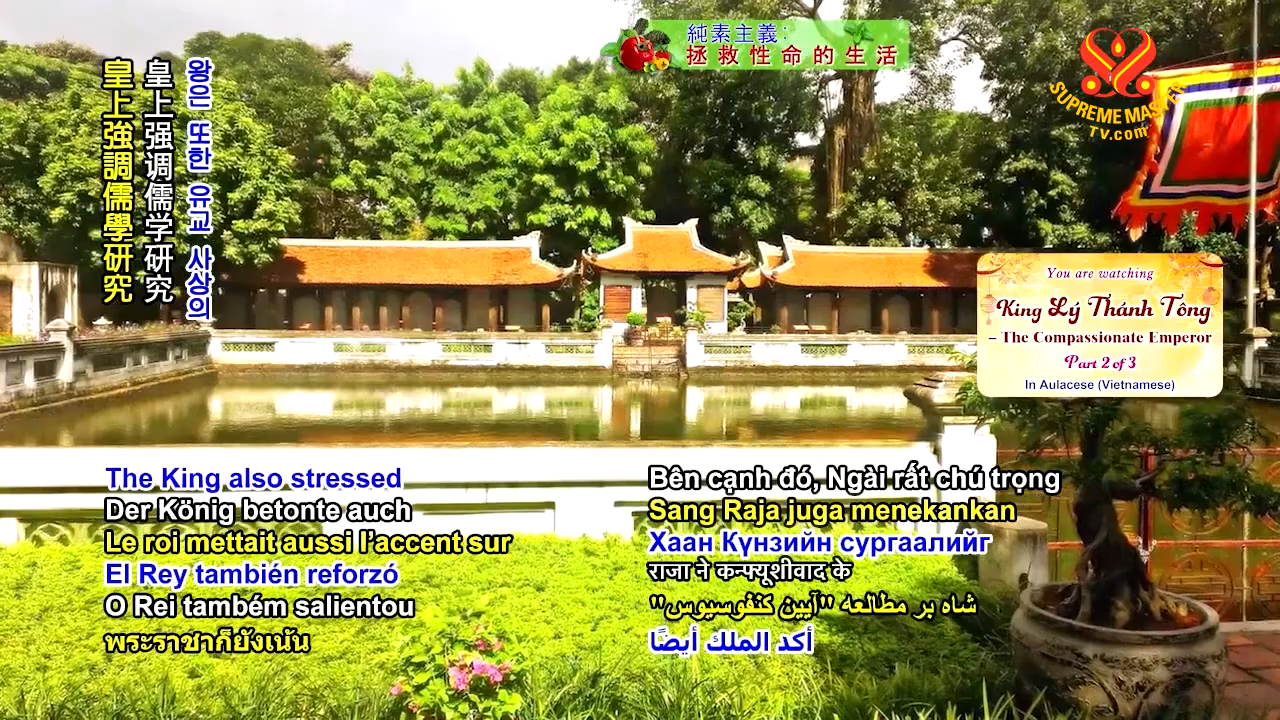 純素主義：
拯救性命的生活
SUPREME MASTER
TV.com
皇上強調儒學研究
皇上强调儒学研究
왕은 또한 유교 사상의
You are watching
King Lý Thánh Tông
– The Compassionate Emperor
Part 2 of 3
In Aulacese (Vietnamese)
The King also stressed
Der König betonte auch
Le roi mettait aussi l’accent sur
El Rey también reforzó
O Rei também salientou
พระราชาก็ยังเน้น
Bên cạnh đó, Ngài rất chú trọng
Sang Raja juga menekankan
Хаан Күнзийн сургаалийг
राजा ने कन्फ्यूशीवाद के
شاه بر مطالعه "آیین کنفوسیوس"
أكد الملك أيضًا